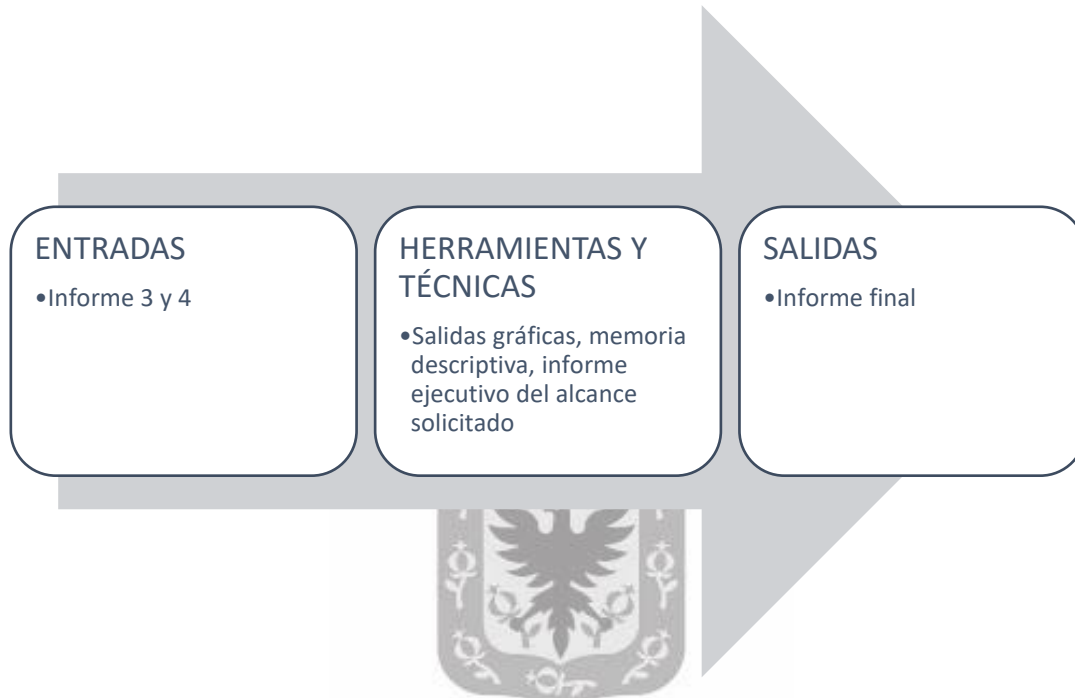 ENTRADAS
•Informe 3 y 4
HERRAMIENTAS Y
TÉCNICAS
•Salidas gráficas, memoria
descriptiva, informe
ejecutivo del alcance
solicitado
SALIDAS
•Informe final